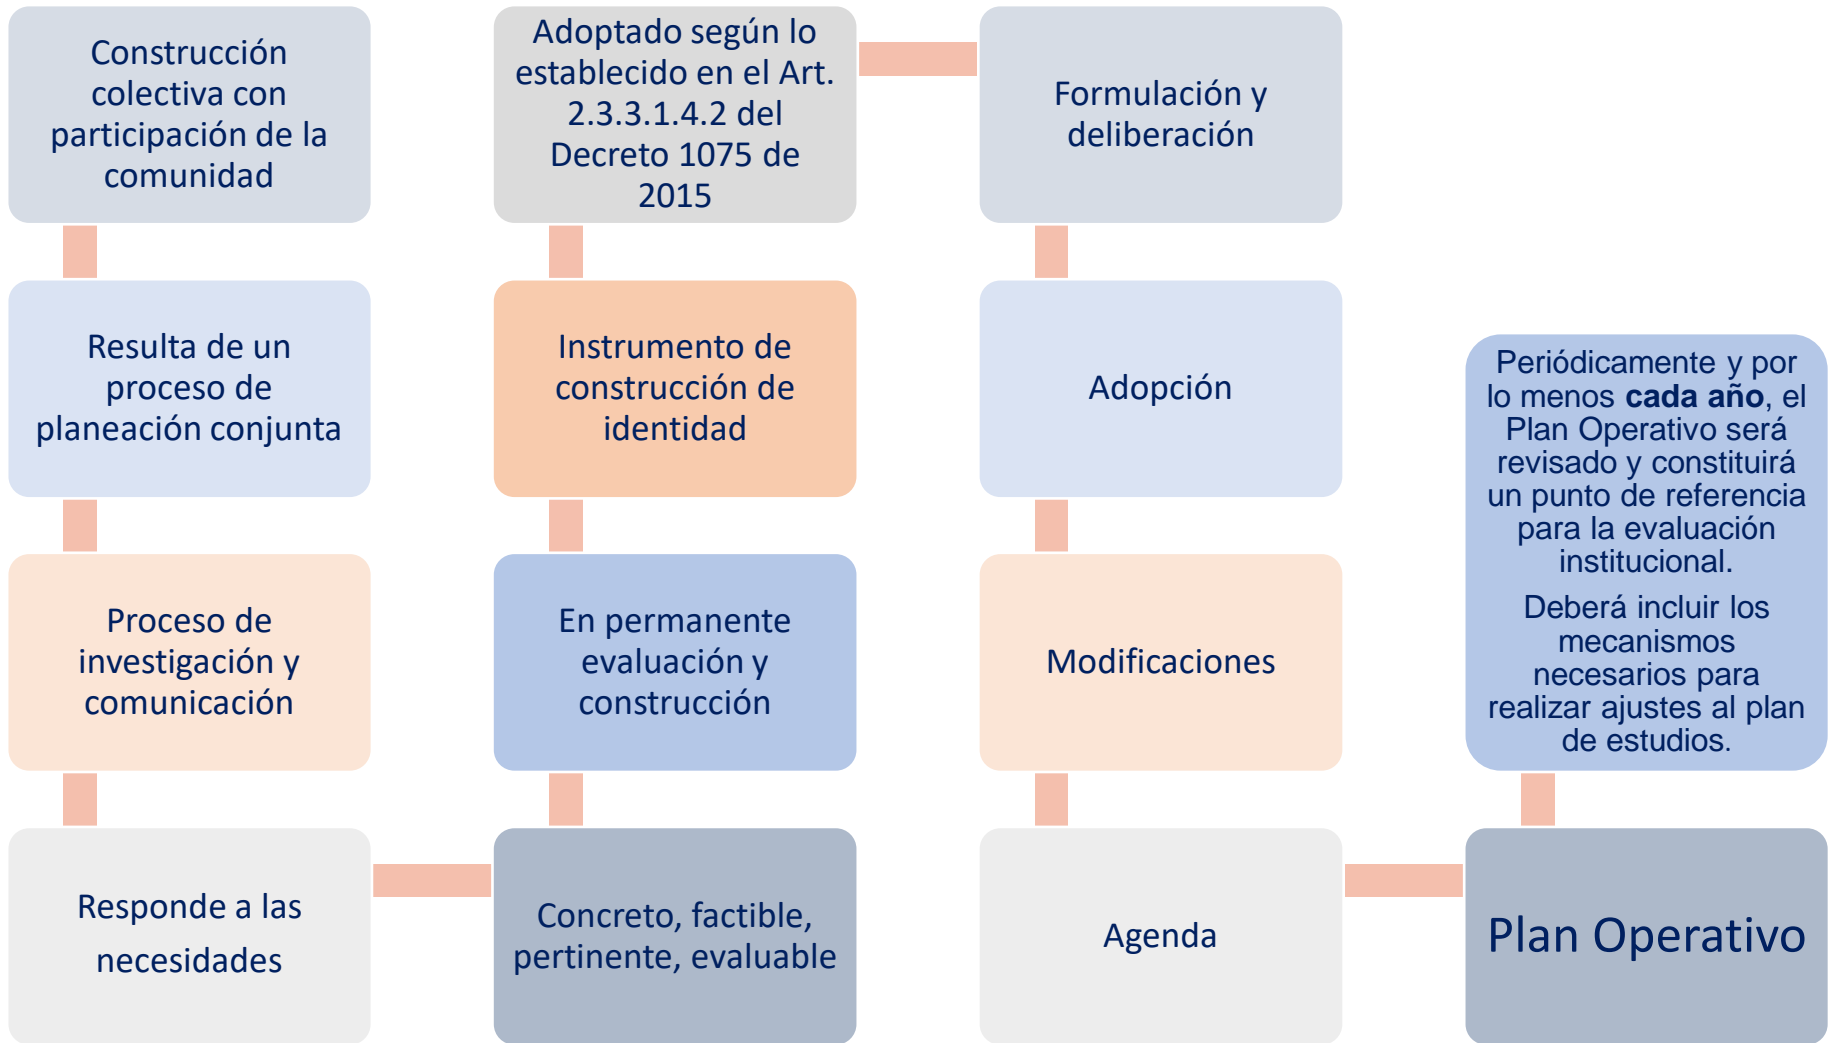 Construcción
colectiva con
participación de la
comunidad
Resulta de un
proceso de
planeación conjunta
Proceso de
investigación y
comunicación
Responde a las
necesidades
Concreto, factible,
pertinente, evaluable
En permanente
evaluación y
construcción
Instrumento de
construcción de
identidad
Adoptado según lo
establecido en el Art.
2.3.3.1.4.2 del
Decreto 1075 de
2015
Formulación y
deliberación
Adopción
Modificaciones
Agenda
Plan Operativo
Periódicamente y por
lo menos cada año, el
Plan Operativo será
revisado y constituirá
un punto de referencia
para la evaluación
institucional.
Deberá incluir los
mecanismos
necesarios para
realizar ajustes al plan
de estudios.